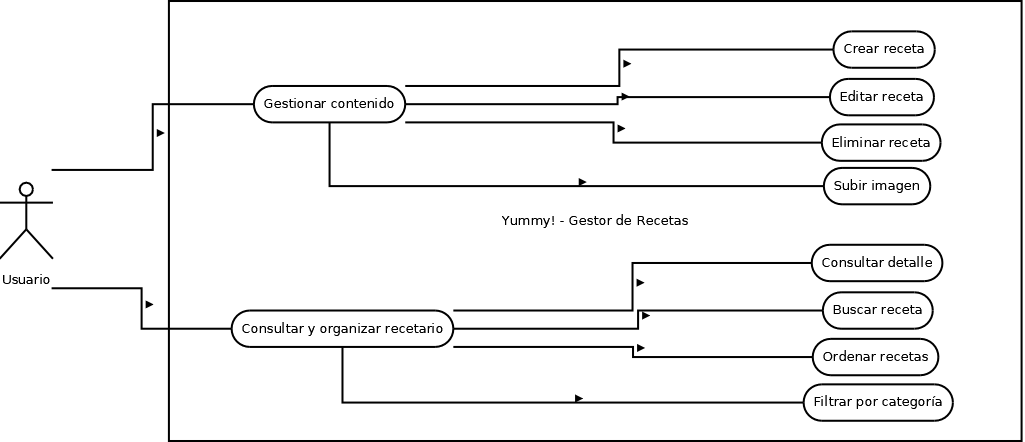 Crear receta
Gestionar contenido
Editar receta
Eliminar receta
Subir imagen
Yummy! - Gestor de Recetas
Usuario
Consultar detalle
Buscar receta
Consultar y organizar recetario
Ordenar recetas
Filtrar por categoría